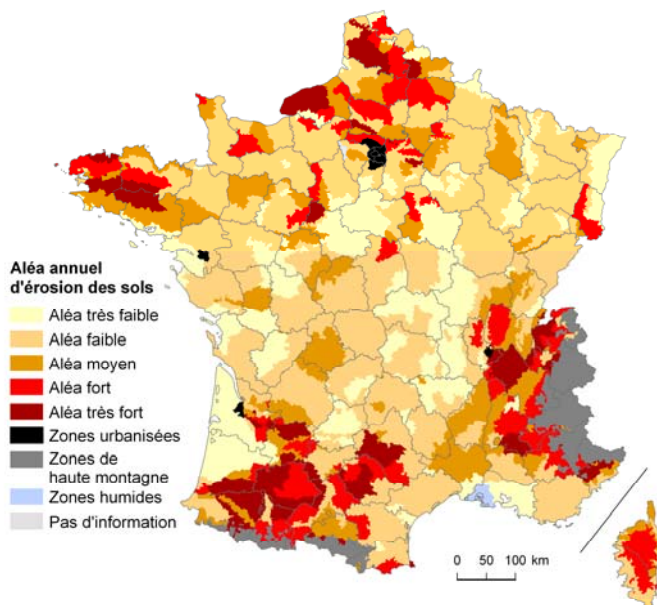 Aléa annuel
d'érosion des sols
Aléa très faible
Aléa faible
Aléa moyen
Aléa fort
Aléa très fort
Zones urbanisées
Zones de
haute montagne
Zones humides
Pas d'information
0 50 100 km